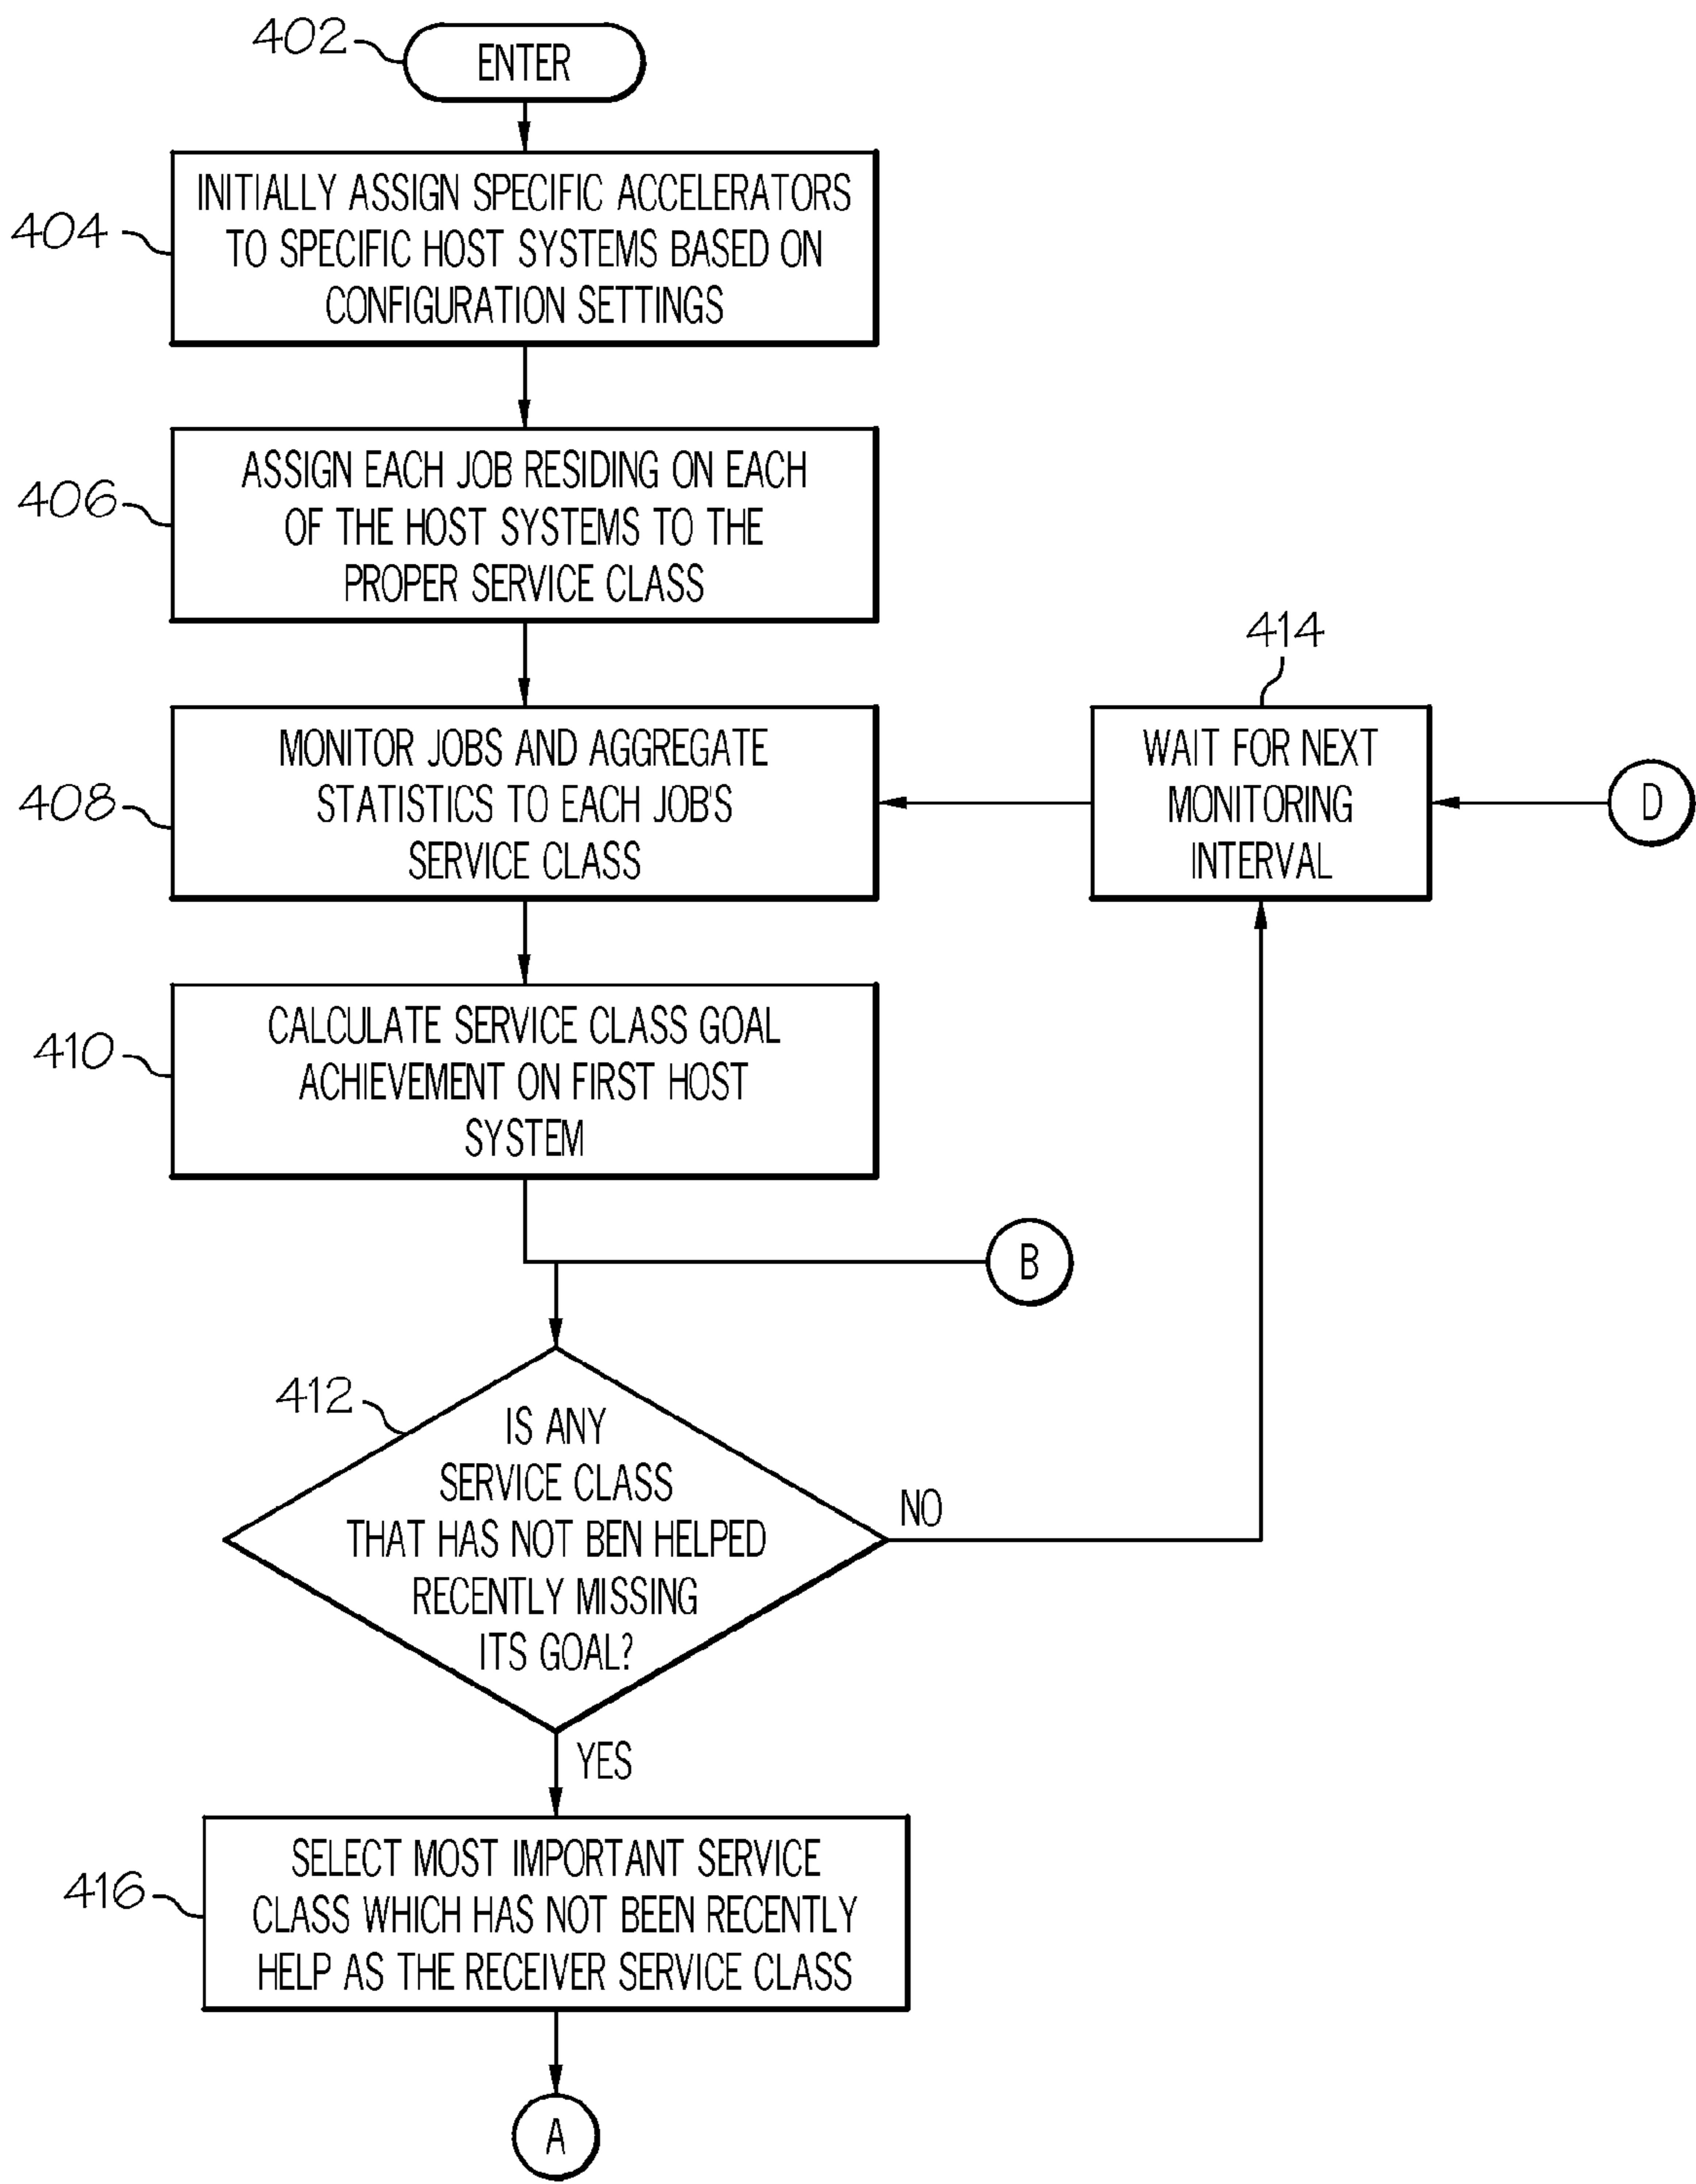 402
ENTER
404
INITIALLY ASSIGN SPECIFIC ACCELERATORS
TO SPECIFIC HOST SYSTEMS BASED ON
CONFIGURATION SETTINGS
406
ASSIGN EACH JOB RESIDING ON EACH
OF THE HOST SYSTEMS TO THE
PROPER SERVICE CLASS
408
MONITOR JOBS AND AGGREGATE
STATISTICS TO EACH JOB'S
SERVICE CLASS
414
WAIT FOR NEXT
MONITORING
INTERVAL
D
410
CALCULATE SERVICE CLASS GOAL
ACHIEVEMENT ON FIRST HOST
SYSTEM
B
412
IS ANY
SERVICE CLASS
THAT HAS NOT BEN HELPED
RECENTLY MISSING
ITS GOAL?
NO
YES
416
SELECT MOST IMPORTANT SERVICE
CLASS WHICH HAS NOT BEEN RECENTLY
HELP AS THE RECEIVER SERVICE CLASS
A